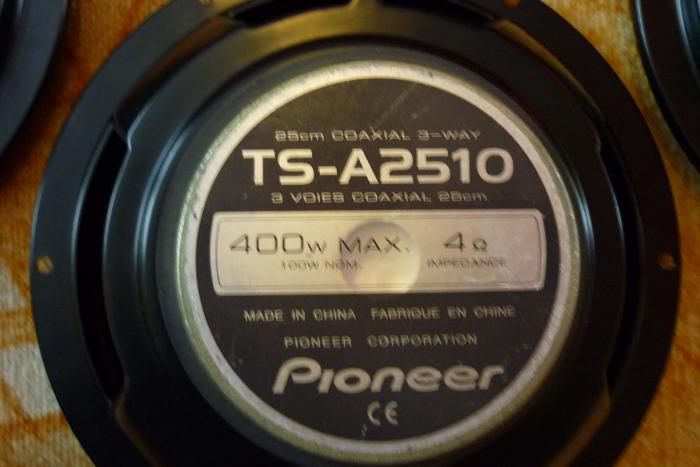 25cm COAXIAL 3-WAY
TS-A2510
3 VOIES COAXIAL 25cm
400W MAX. 4Ω
100W NOM. IMPEDANCE
MADE IN CHINA FABRIQUE EN CHINE
PIONEER CORPORATION
Pioneer
CE